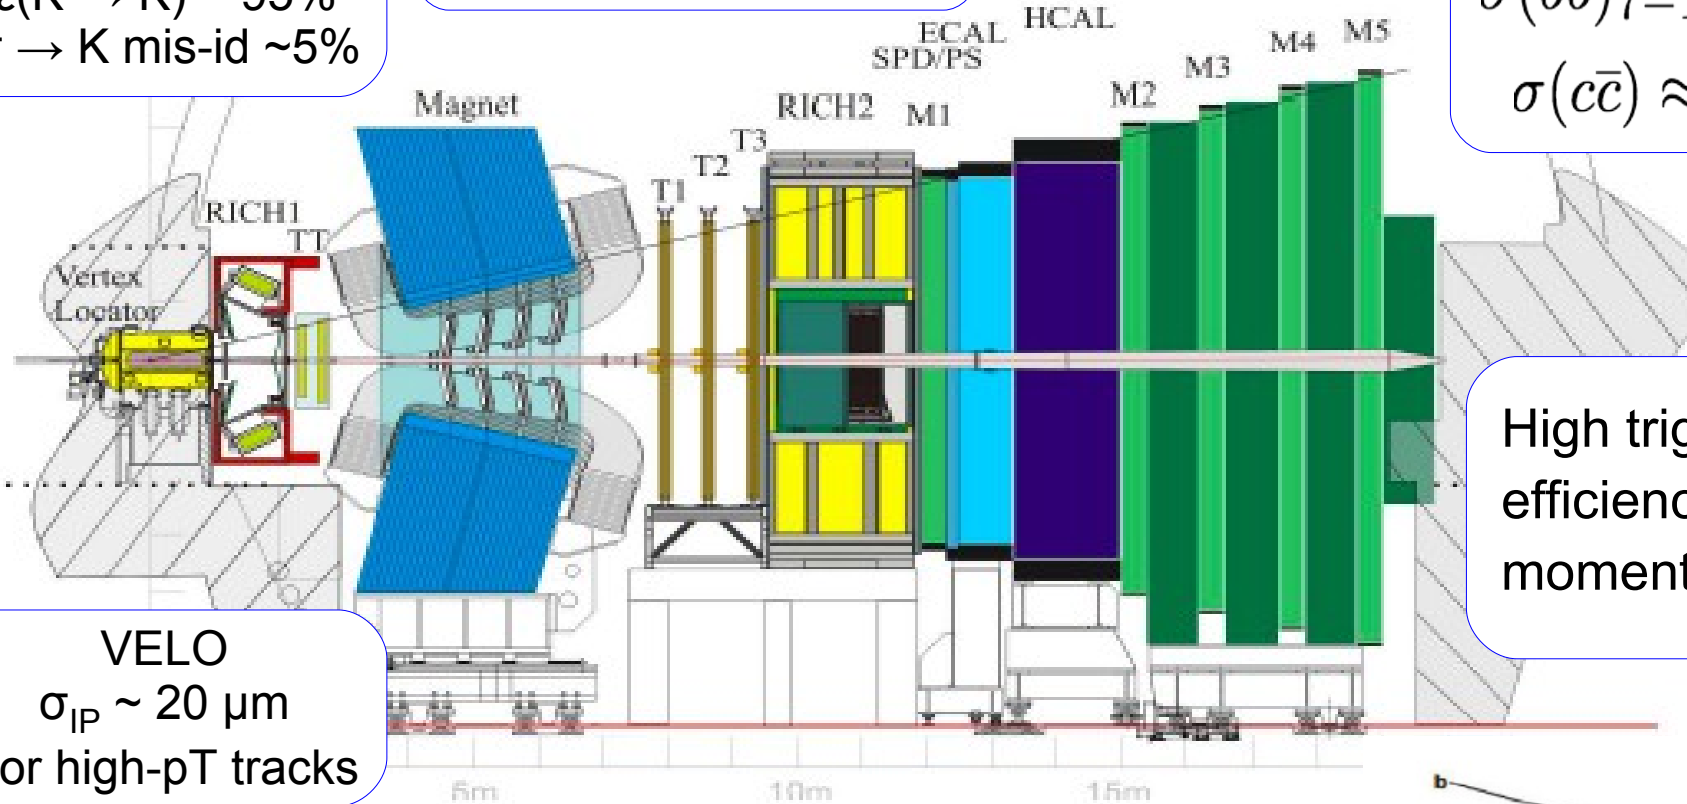 (K → K) ~ 95%
→ K mis-id ~5%
σ(cc̄) ≈
ECAL
HCAL
SPD/PS
M1
M2
M3
M4
M5
Magnet
RICH2
T1
T2
T3
RICH1
TT
Vertex
Locator
High
efficienc
moment
VELO
σIP ~ 20 μm
or high-pT tracks
5m
10m
15m
b